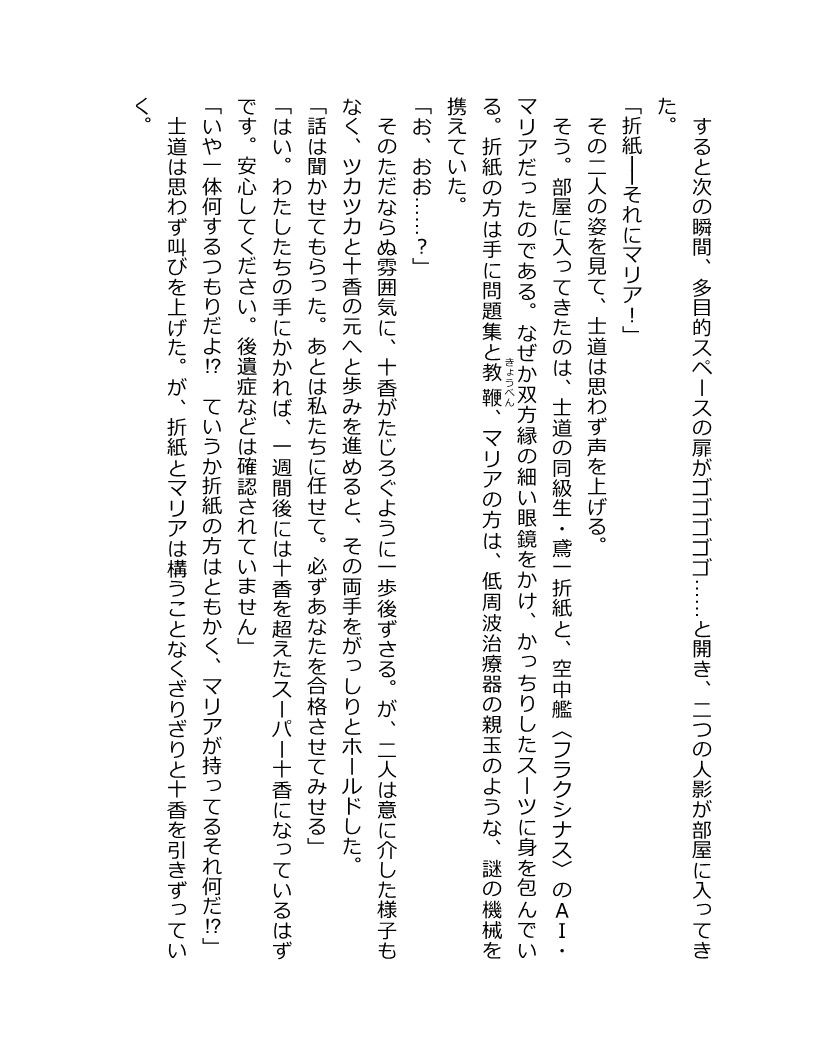 すると次の瞬間、多目的スペースの扉がゴゴゴゴゴ……と開き、二つの人影が部屋に入ってき
た。
「折紙――それにマリア！」
　その二人の姿を見て、士道は思わず声を上げる。
　そう。部屋に入ってきたのは、士道の同級生・鳶一折紙と、空中艦〈フラクシナス〉のＡＩ・
マリアだったのである。なぜか双方縁の細い眼鏡をかけ、かっちりしたスーツに身を包んでい
る。折紙の方は手に問題集と教鞭、マリアの方は、低周波治療器の親玉のような、謎の機械を
きょうべん
携えていた。
「お、おお……？」
　そのただならぬ雰囲気に、十香がたじろぐように一歩後ずさる。が、二人は意に介した様子も
なく、ツカツカと十香の元へと歩みを進めると、その両手をがっしりとホールドした。
「話は聞かせてもらった。あとは私たちに任せて。必ずあなたを合格させてみせる」
「はい。わたしたちの手にかかれば、一週間後には十香を超えたスーパー十香になっているはず
です。安心してください。後遺症などは確認されていません」
「いや一体何するつもりだよ!?　ていうか折紙の方はともかく、マリアが持ってるそれ何だ!?」
　士道は思わず叫びを上げた。が、折紙とマリアは構うことなくざりざりと十香を引きずってい
く。